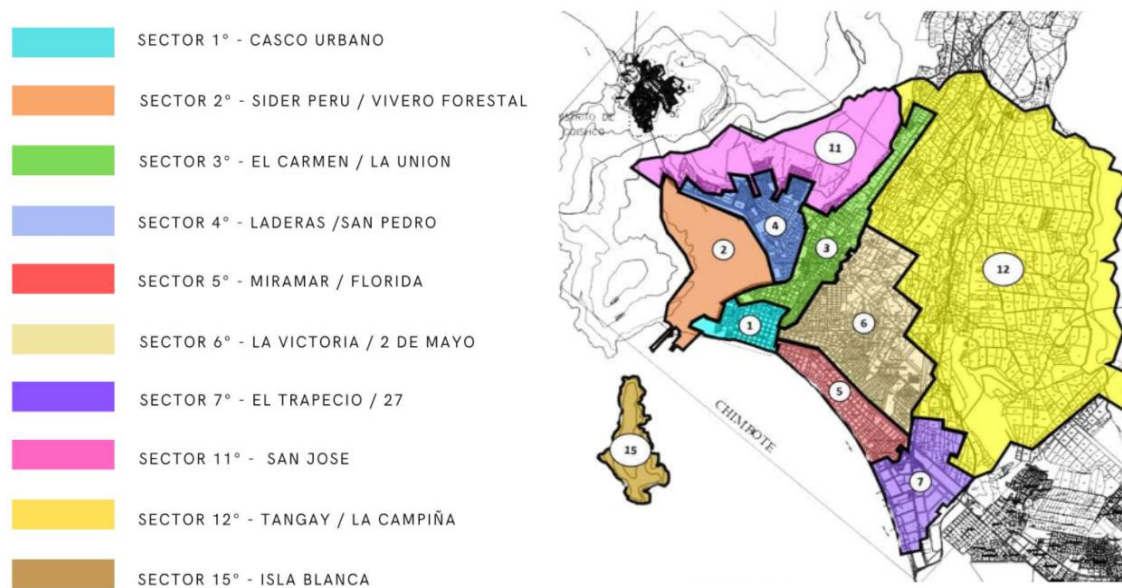 SECTOR 1° - CASCO URBANO
SECTOR 2° - SIDER PERU / VIVERO FORESTAL
SECTOR 3° - EL CARMEN / LA UNION
SECTOR 4° - LADERAS /SAN PEDRO
SECTOR 5° - MIRAMAR / FLORIDA
SECTOR 6° - LA VICTORIA / 2 DE MAYO
SECTOR 7° - EL TRAPECIO / 27
SECTOR 11° - SAN JOSE
SECTOR 12° - TANGAY / LA CAMPIÑA
SECTOR 15° - ISLA BLANCA
11
4
2
3
12
1
6
5
CHIMBOTE
15
7